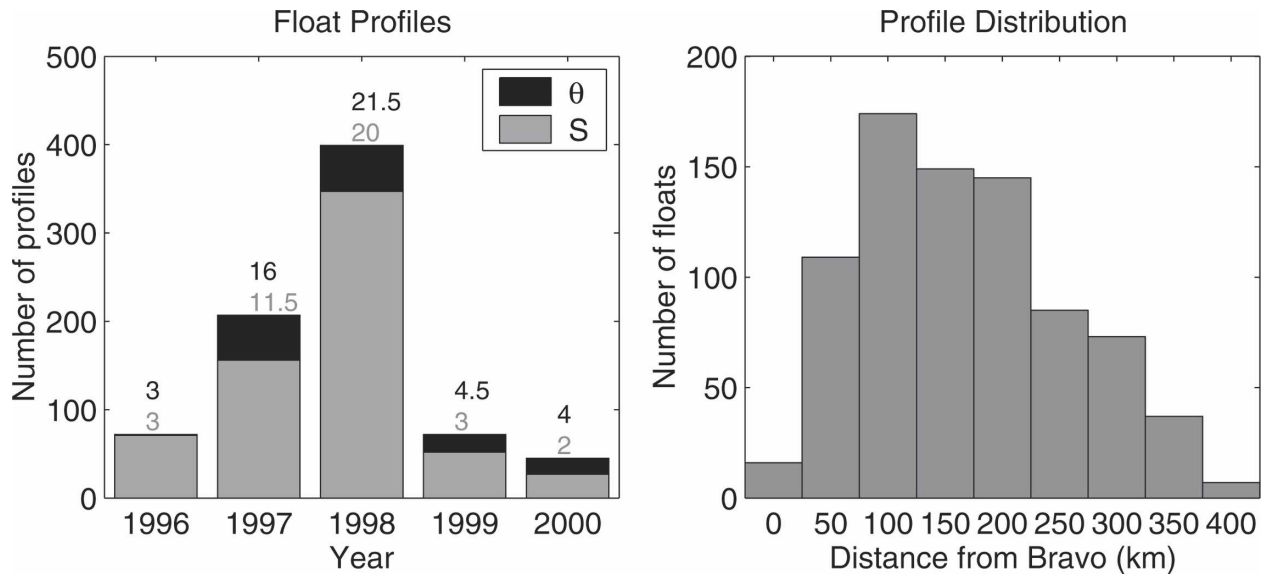 Float Profiles
500
400
300
200
100
0
Number of profiles
θ
S
3
3
16
11.5
21.5
20
4.5
3
4
2
1996 1997 1998 1999 2000
Year
Profile Distribution
200
150
100
50
0
Number of floats
0 50 100 150 200 250 300 350 400
Distance from Bravo (km)